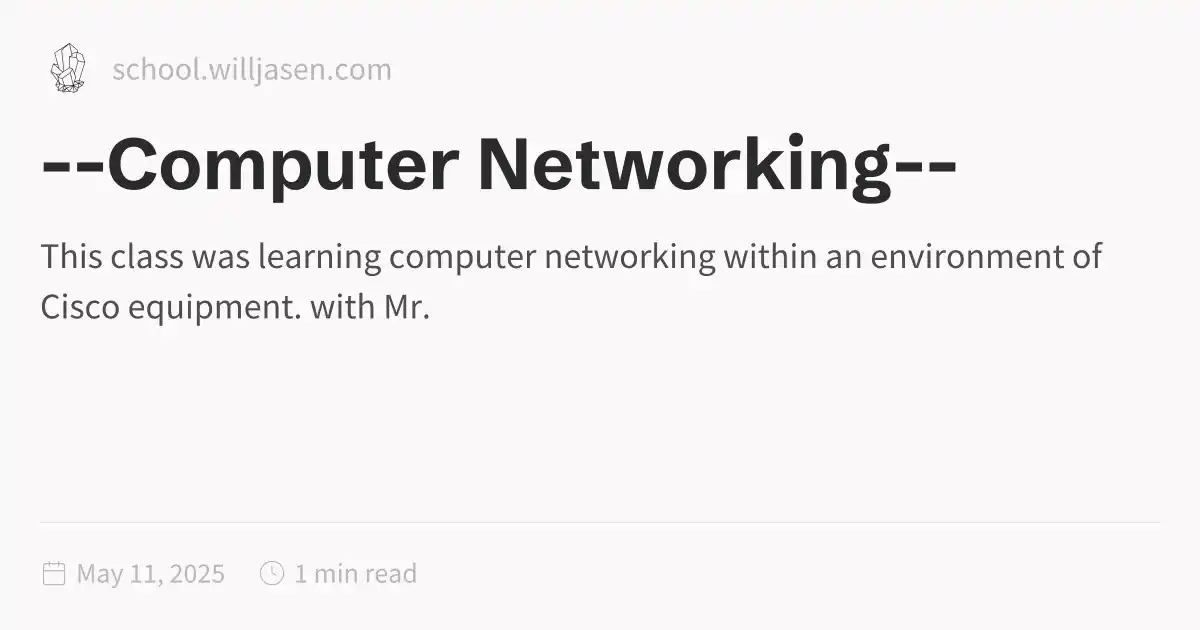 school.willjasen.com
--Computer Networking--
This class was learning computer networking within an environment of
Cisco equipment. with Mr.
May 11, 2025
1 min read